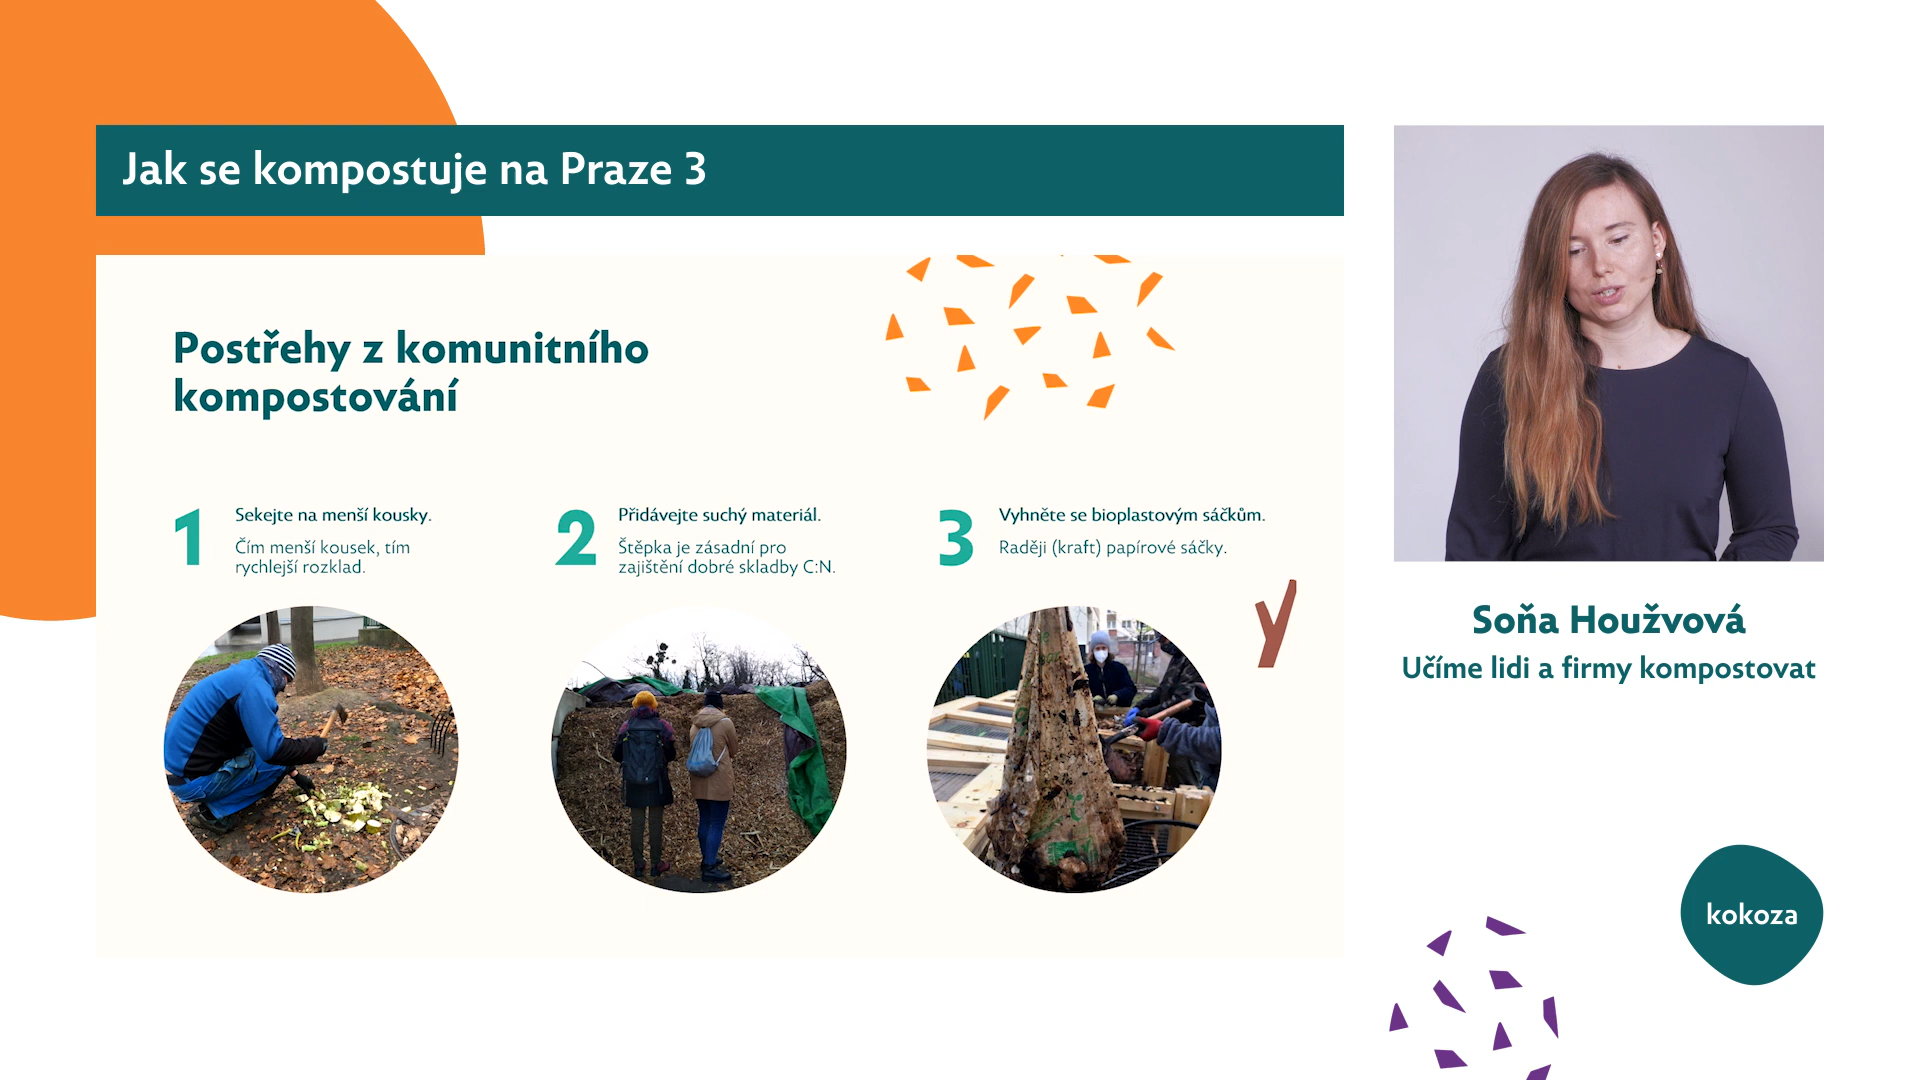 Jak se kompostuje na Praze 3
Postřehy z komunitního
kompostování
1
Sekejte na menší kousky.
Čím menší kousek, tím
rychlejší rozklad.
2
Přidávejte suchý materiál.
Štěpka je zásadní pro
zajištění dobré skladby C:N.
3
Vyhněte se bioplastovým sáčkům.
Raději (kraft) papírové sáčky.
Soňa Houžvová
Učíme lidi a firmy kompostovat
kokoza